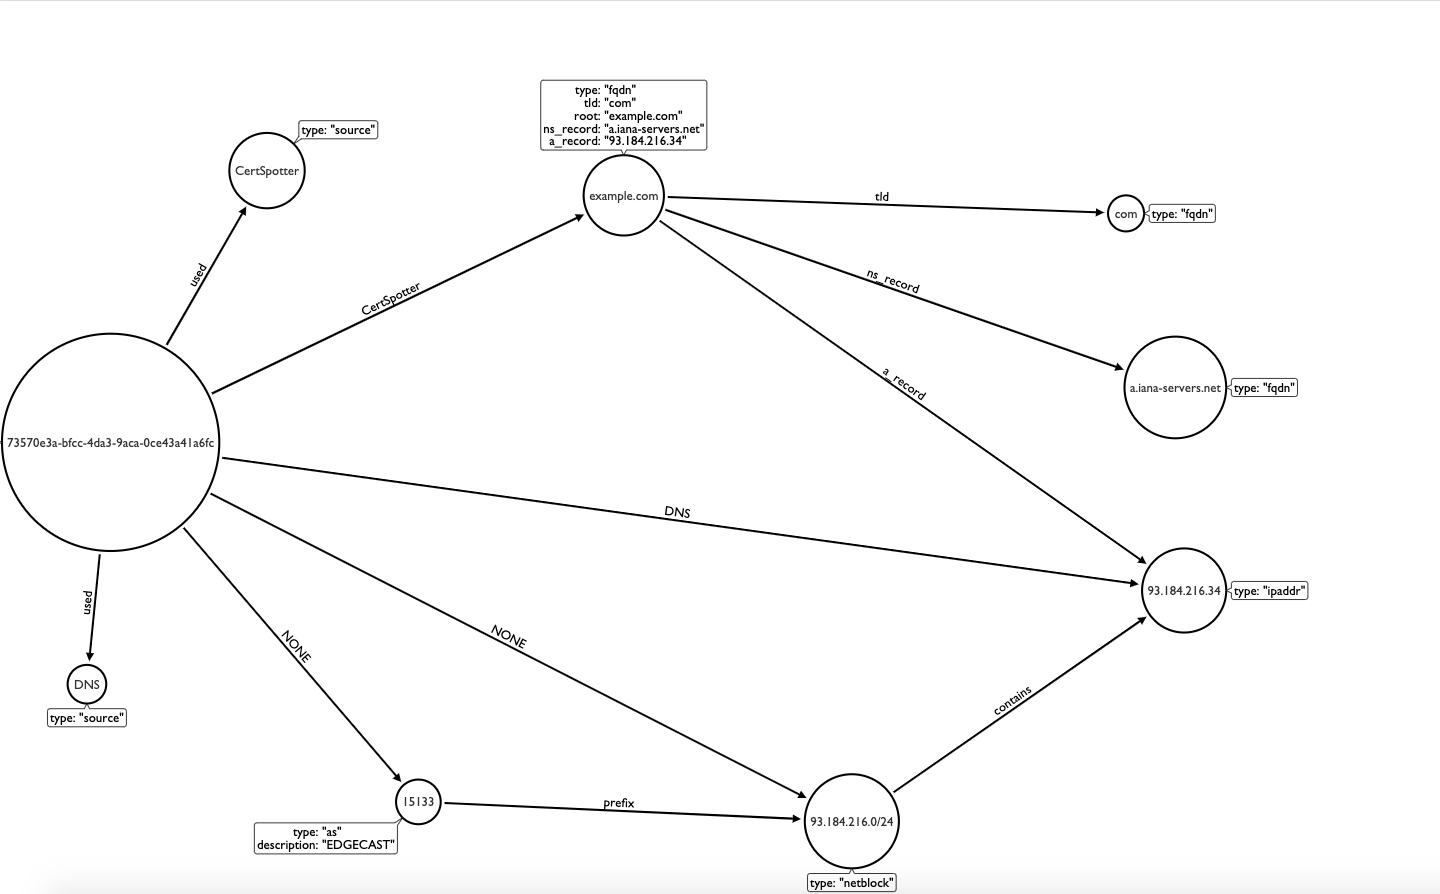 type: "fqdn"
tld: "com"
root: "example.com"
ns_record: "a.iana-servers.net"
a_record: "93.184.216.34"
type: "source"
CertSpotter
example.com
tld
com
type: "fqdn"
used
CertSpotter
ns_record
a_record
a.iana-servers.net
type: "fqdn"
73570e3a-bfcc-4da3-9aca-0ce43a41a6fc
DNS
93.184.216.34
type: "ipaddr"
used
NONE
NONE
DNS
type: "source"
contains
15133
prefix
93.184.216.0/24
type: "as"
description: "EDGECAST"
type: "netblock"